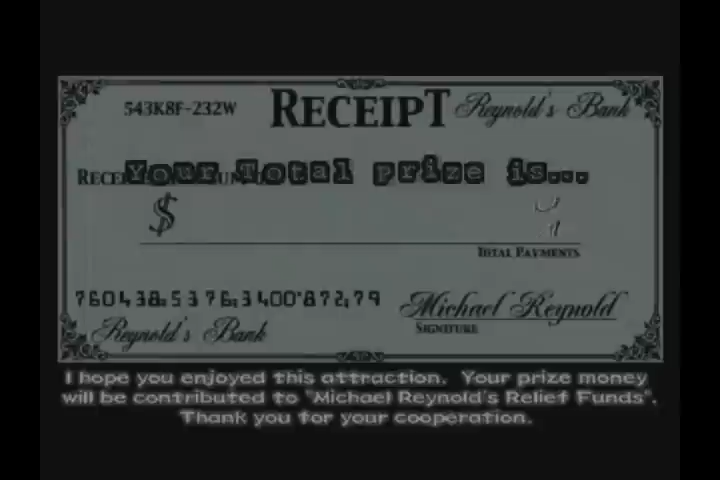 543K8F-232W RECEIPT Reynold's Bank
Your Total prize is...
$
TOTAL PAYMENTS
760438:5376:3400'872:79 Michael Reynold
Reynold's Bank SIGNITURE
I hope you enjoyed this attraction. Your prize money
will be contributed to "Michael Reynold's Relief Funds".
Thank you for your cooperation.